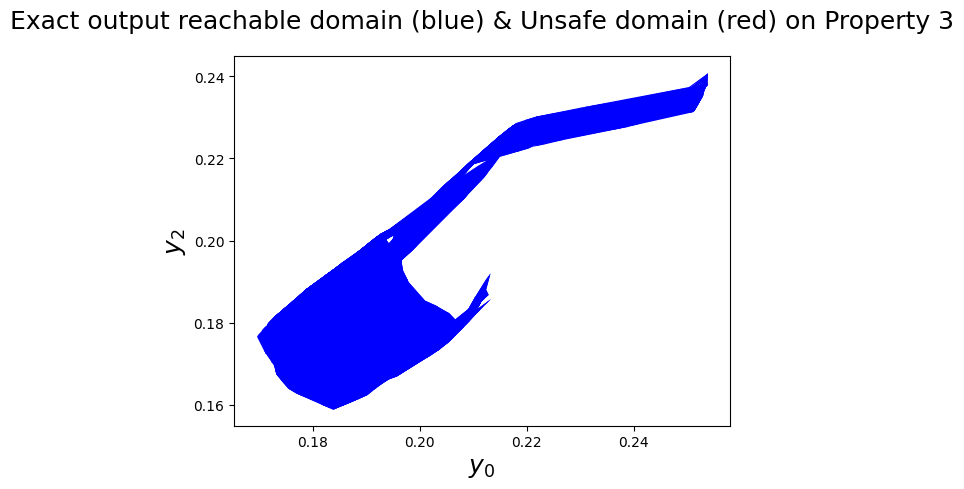 Exact output reachable domain (blue) & Unsafe domain (red) on Property 3
0.24
0.22
0.20
0.18
0.16
y₂
0.18 0.20 0.22 0.24
y₀